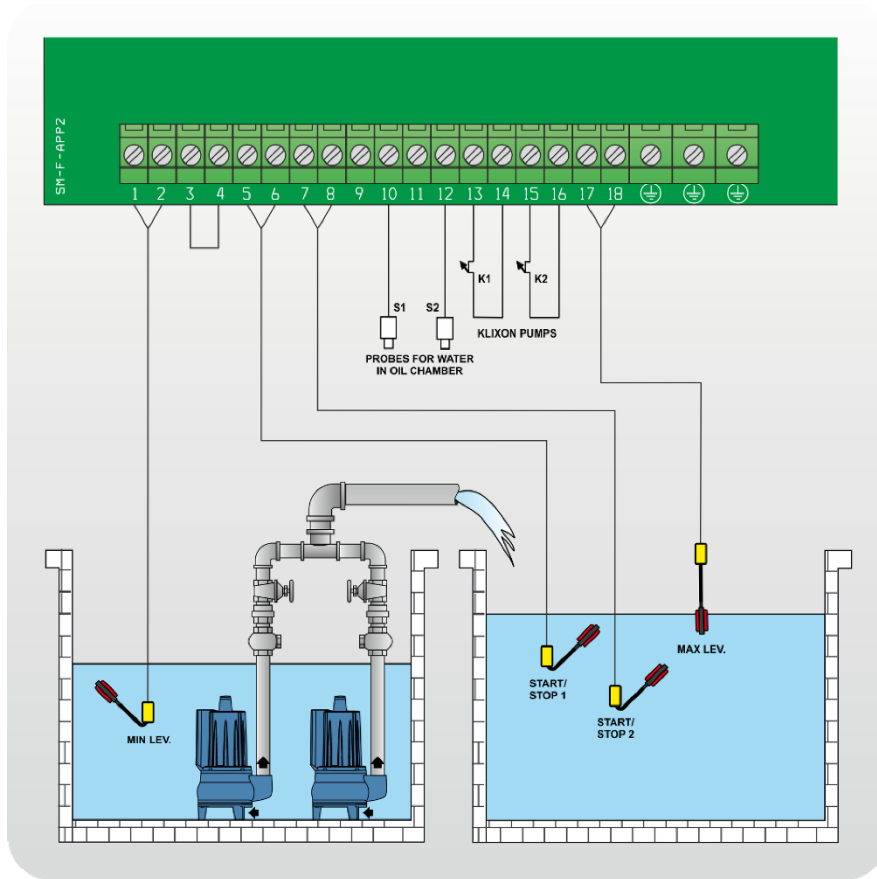 SM-F-APP2
1 2 3 4 5 6 7 8 9 10 11 12 13 14 15 16 17 18
K1
K2
S1
S2
KLIXON PUMPS
PROBES FOR WATER
IN OIL CHAMBER
MAX LEV.
START/
STOP 1
START/
STOP 2
MIN LEV.